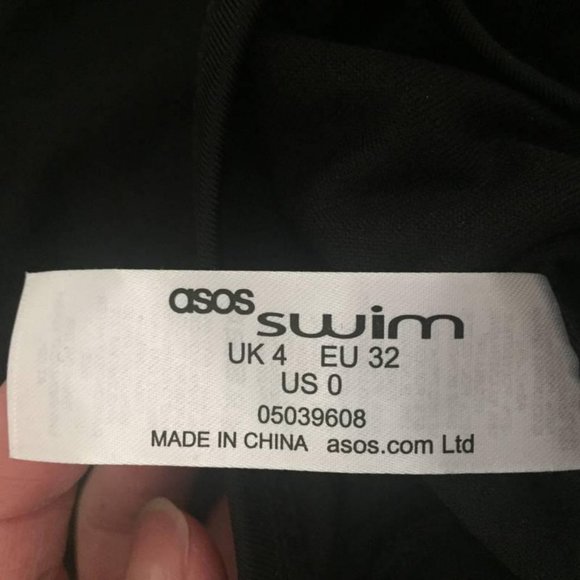 asos swim
UK 4 EU 32
US 0
05039608
MADE IN CHINA asos.com Ltd